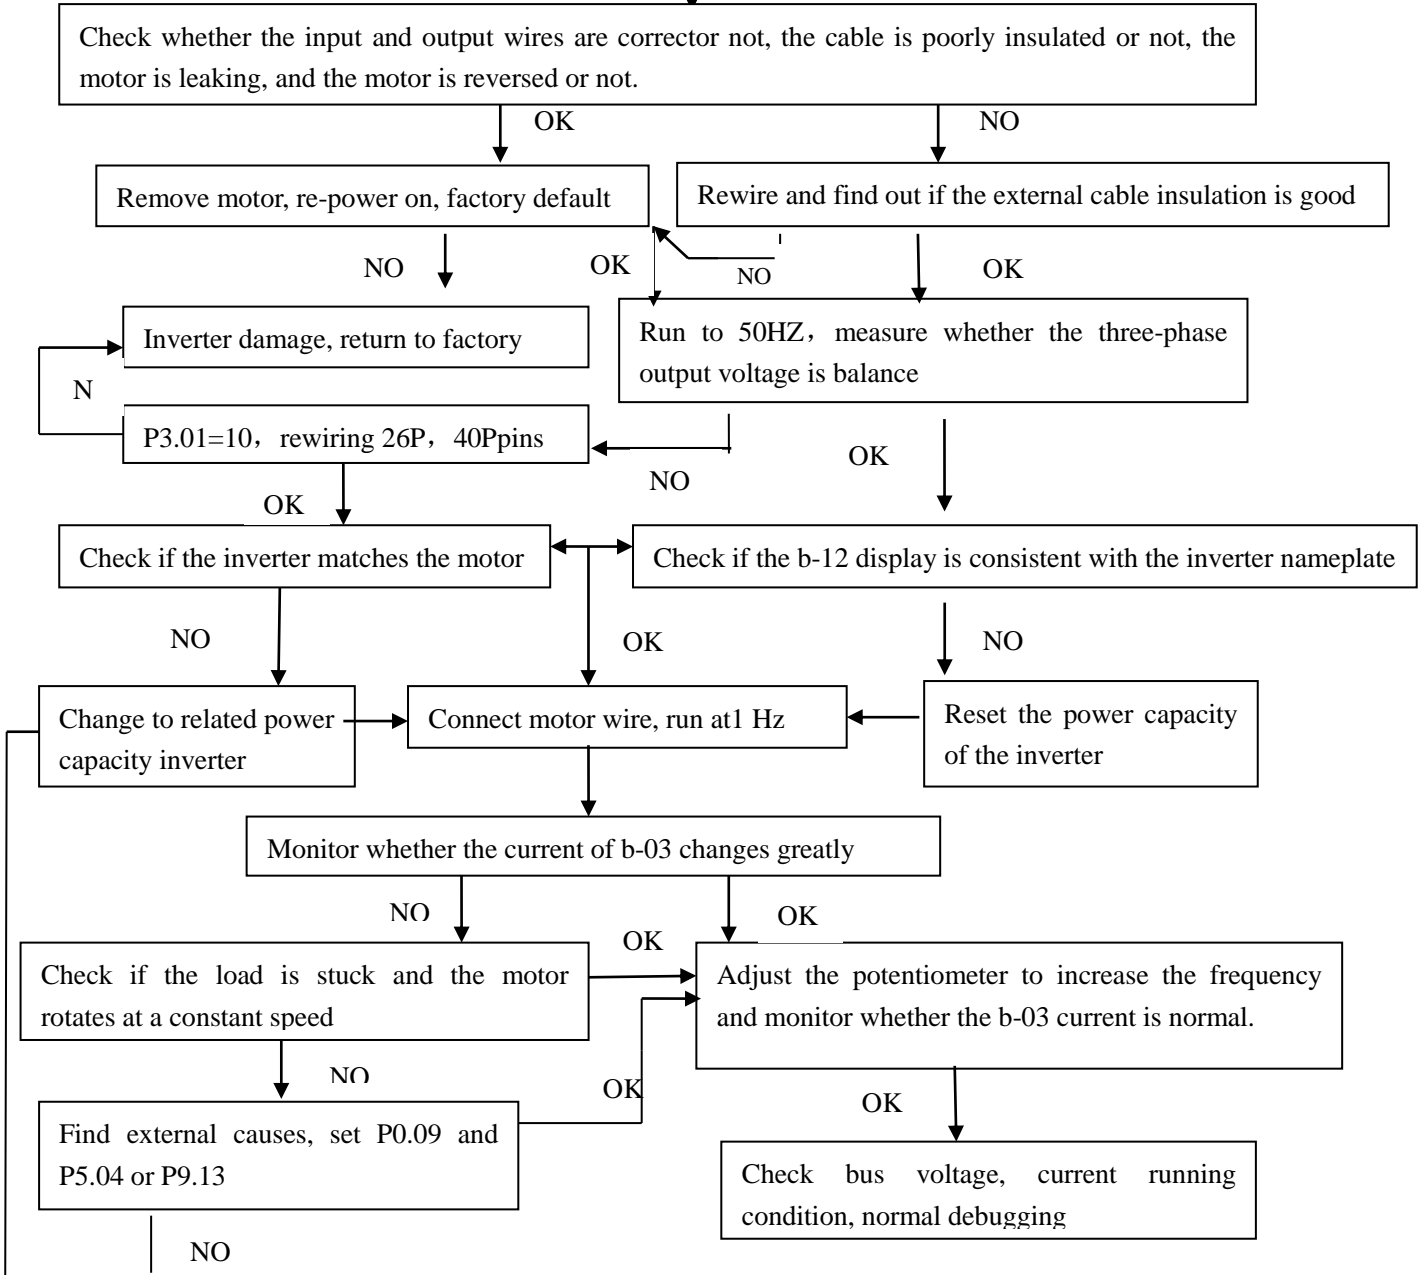 Check whether the input and output wires are corrector not, the cable is poorly insulated or not, the
motor is leaking, and the motor is reversed or not.
OK
NO
Remove motor, re-power on, factory default
Rewire and find out if the external cable insulation is good
NO
OK
NO
OK
Inverter damage, return to factory
Run to 50HZ，measure whether the three-phase
output voltage is balance
N
P3.01=10，rewiring 26P，40Ppins
NO
OK
OK
Check if the inverter matches the motor
Check if the b-12 display is consistent with the inverter nameplate
NO
OK
NO
Change to related power
capacity inverter
Connect motor wire, run at1 Hz
Reset the power capacity
of the inverter
Monitor whether the current of b-03 changes greatly
NO
OK
OK
Check if the load is stuck and the motor
rotates at a constant speed
Adjust the potentiometer to increase the frequency
and monitor whether the b-03 current is normal.
NO
OK
OK
Find external causes, set P0.09 and
P5.04 or P9.13
Check bus voltage, current running
condition, normal debugging
NO